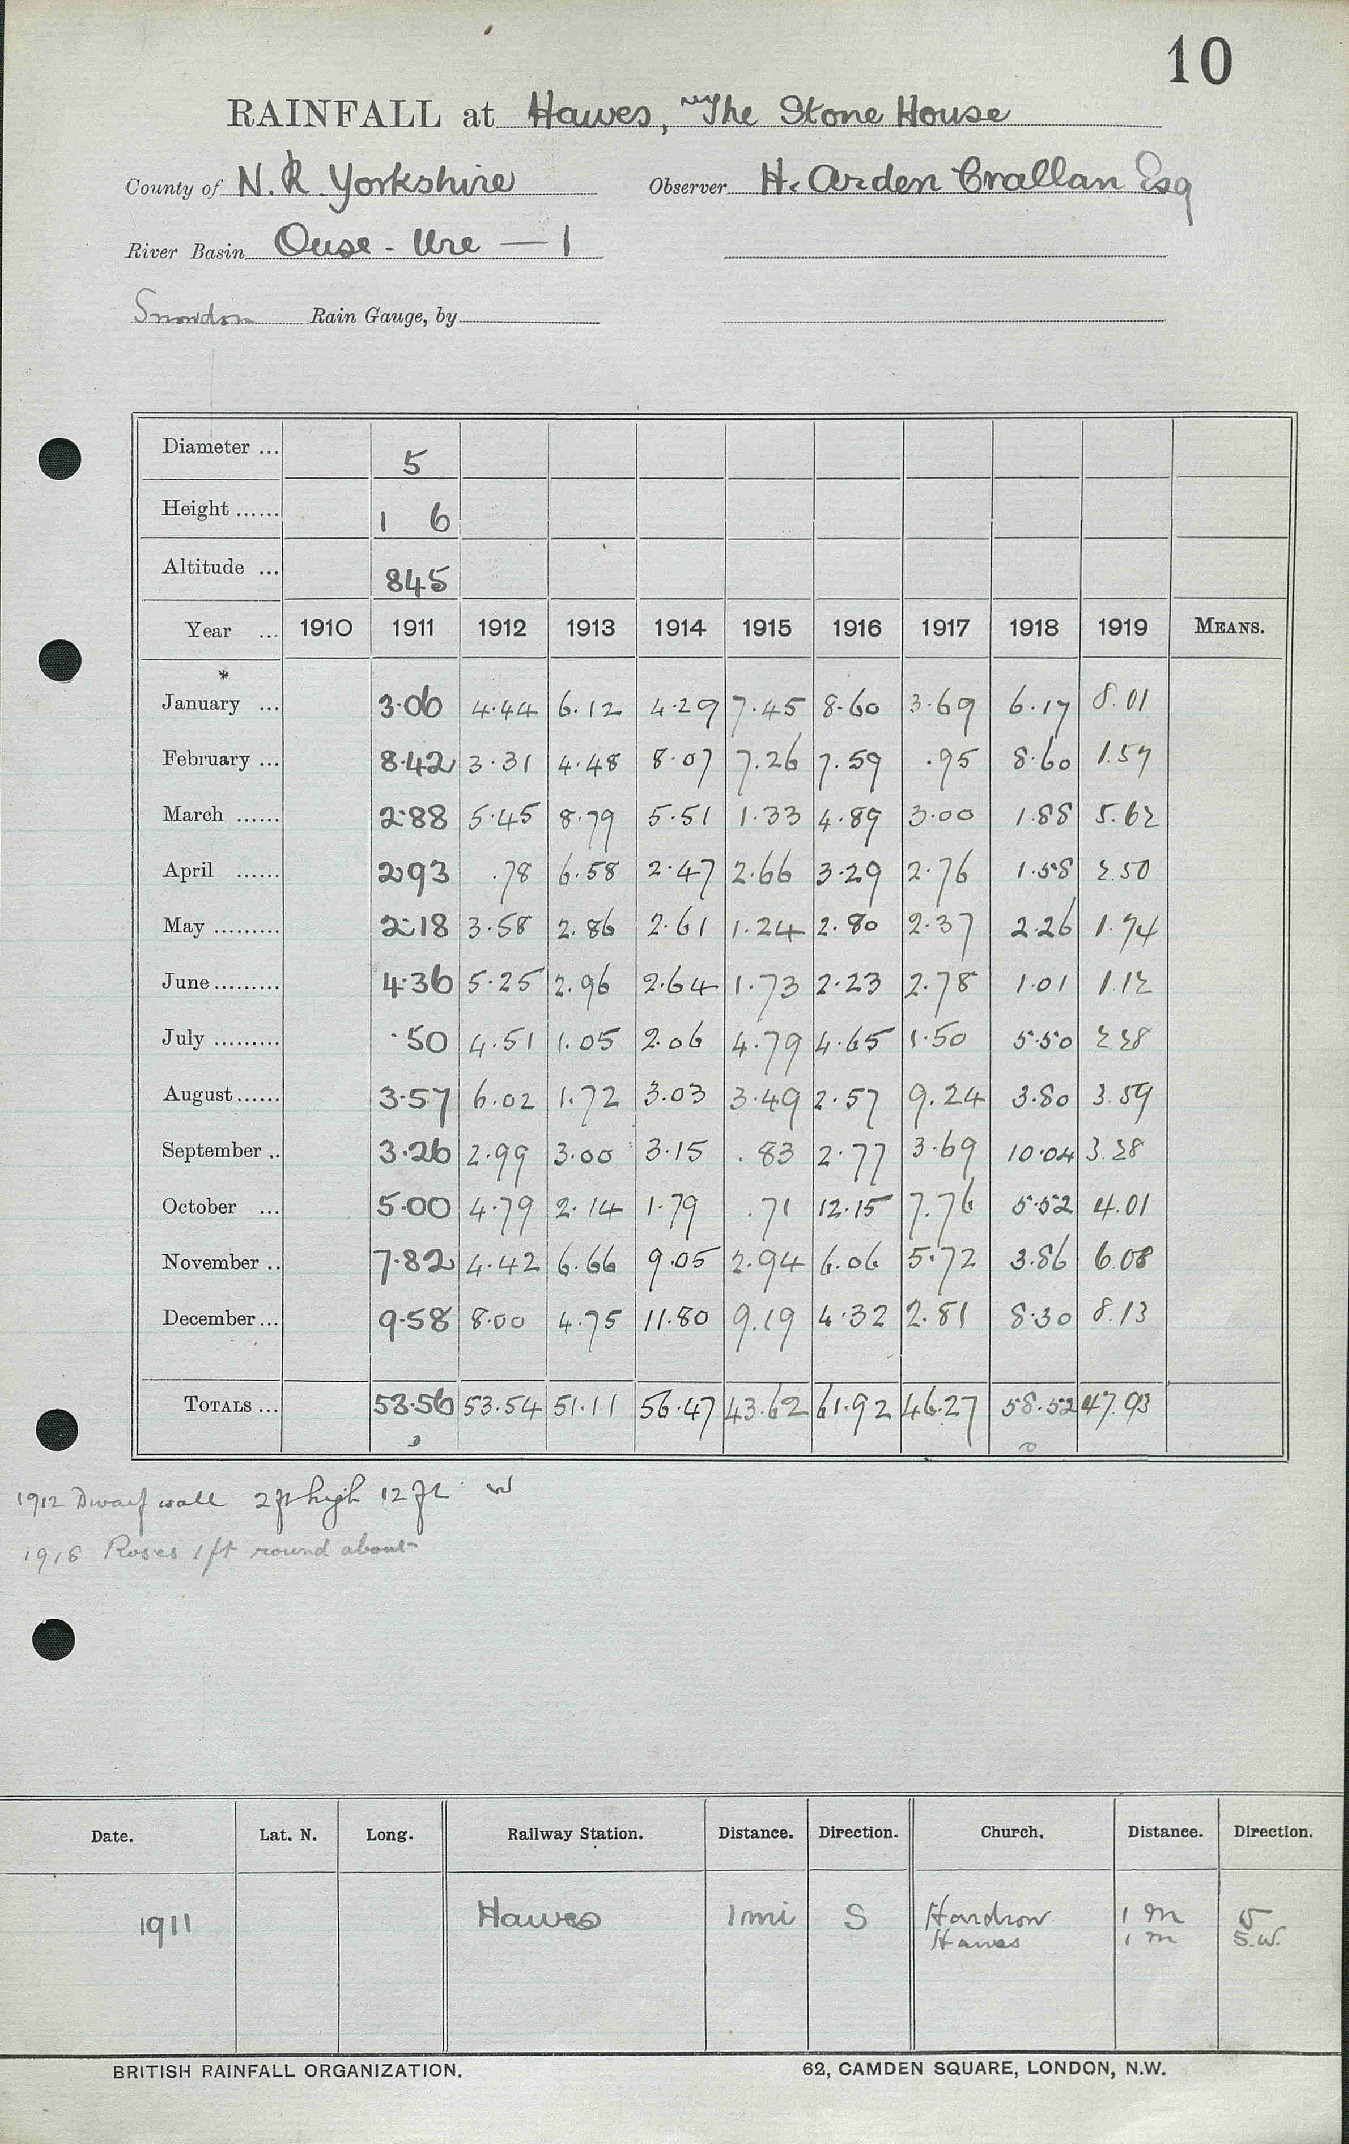 10
RAINFALL at Hawes, The Stone House
County of N. R Yorkshire Observer H. Arden Crallan Esq
River Basin Ouse - Ure — 1
Snowdon Rain Gauge, by
Diameter ... 5
Height ...... 1 6
Altitude ... 845
Year ... 1910 1911 1912 1913 1914 1915 1916 1917 1918 1919 MEANS.
*
January ... 3.06 4.44 6.12 4.29 7.45 8.60 3.69 6.17 8.01
February ... 8.42 3.31 4.48 8.07 7.26 7.59 .95 8.60 1.57
March ...... 2.88 5.45 8.79 5.51 1.33 4.89 3.00 1.88 5.62
April ...... 2.93 .78 6.58 2.47 2.66 3.29 2.76 1.58 2.50
May ......... 2.18 3.58 2.86 2.61 1.24 2.80 2.37 2.26 1.74
June ......... 4.36 5.25 2.96 2.64 1.73 2.23 2.78 1.01 1.12
July ......... .50 4.51 1.05 2.06 4.79 4.65 1.50 5.50 2.28
August ...... 3.57 6.02 1.72 3.03 3.49 2.57 9.24 3.80 3.59
September .. 3.26 2.99 3.00 3.15 .83 2.77 3.69 10.04 3.28
October ... 5.00 4.79 2.14 1.79 .71 12.15 7.76 5.52 4.01
November .. 7.82 4.42 6.66 9.05 2.94 6.06 5.72 3.86 6.08
December ... 9.58 8.00 4.75 11.80 9.19 4.32 2.81 8.30 8.13
TOTALS ... 53.56 53.54 51.11 56.47 43.62 61.92 46.27 58.52 47.93
1912 Dwarf wall 2ft high 12 ft W
1918 Roses 1 ft round about
Date. Lat. N. Long. Railway Station. Distance. Direction. Church. Distance. Direction.
1911 Hawes 1 mi S Hardrow 1 m
Hawes 1 m S.W.
BRITISH RAINFALL ORGANIZATION. 62, CAMDEN SQUARE, LONDON, N.W.